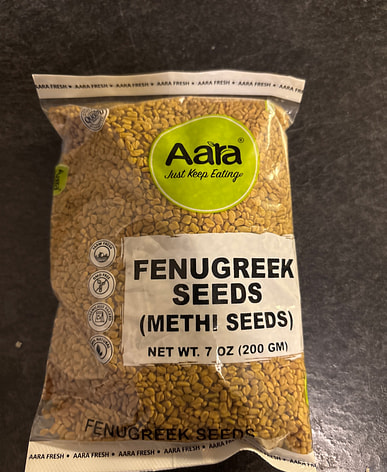 AARA FRESH • AARA FRESH • AARA FRESH • AARA FRESH • AARA FRESH
Aara®
Just Keep Eating
FENUGREEK
SEEDS
(METHI SEEDS)
NET WT. 7 OZ (200 GM)
FENUGREEK SEEDS
AARA FRESH • AARA FRESH • AARA FRESH • AARA FRESH • AARA FRESH